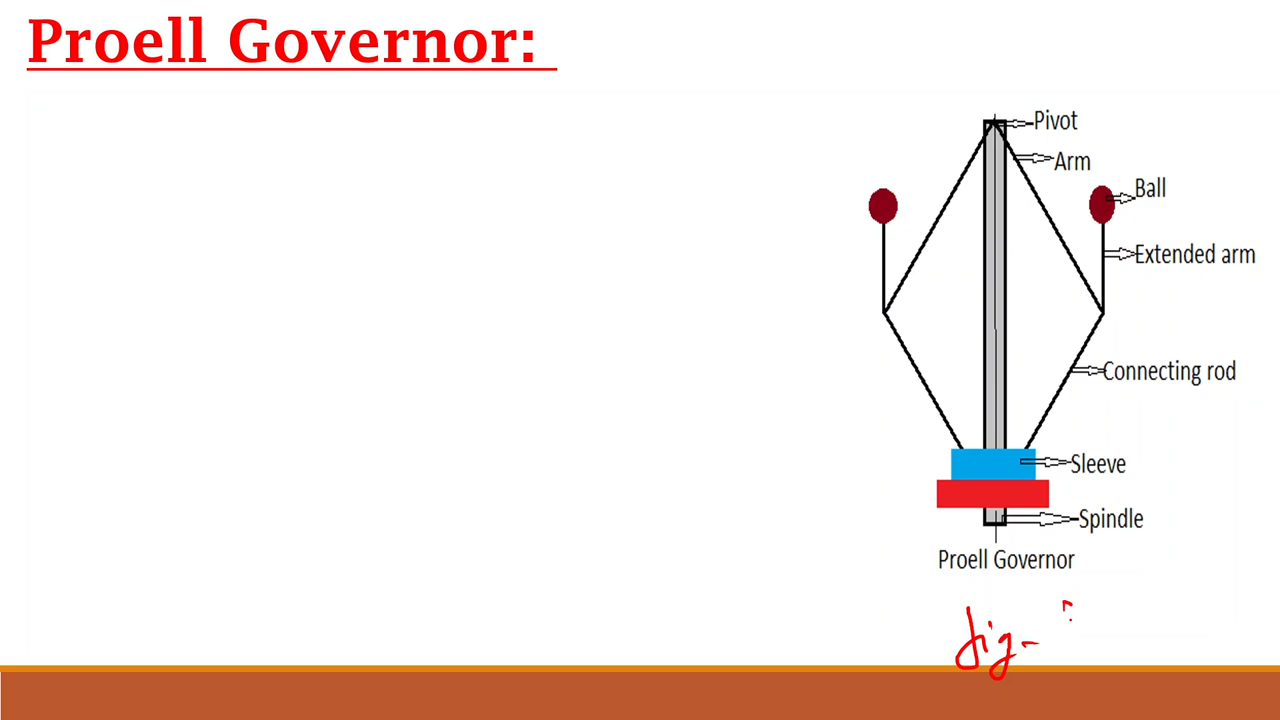 Proell Governor:
Pivot
Arm
Ball
Extended arm
Connecting rod
Sleeve
Spindle
Proell Governor
fig-